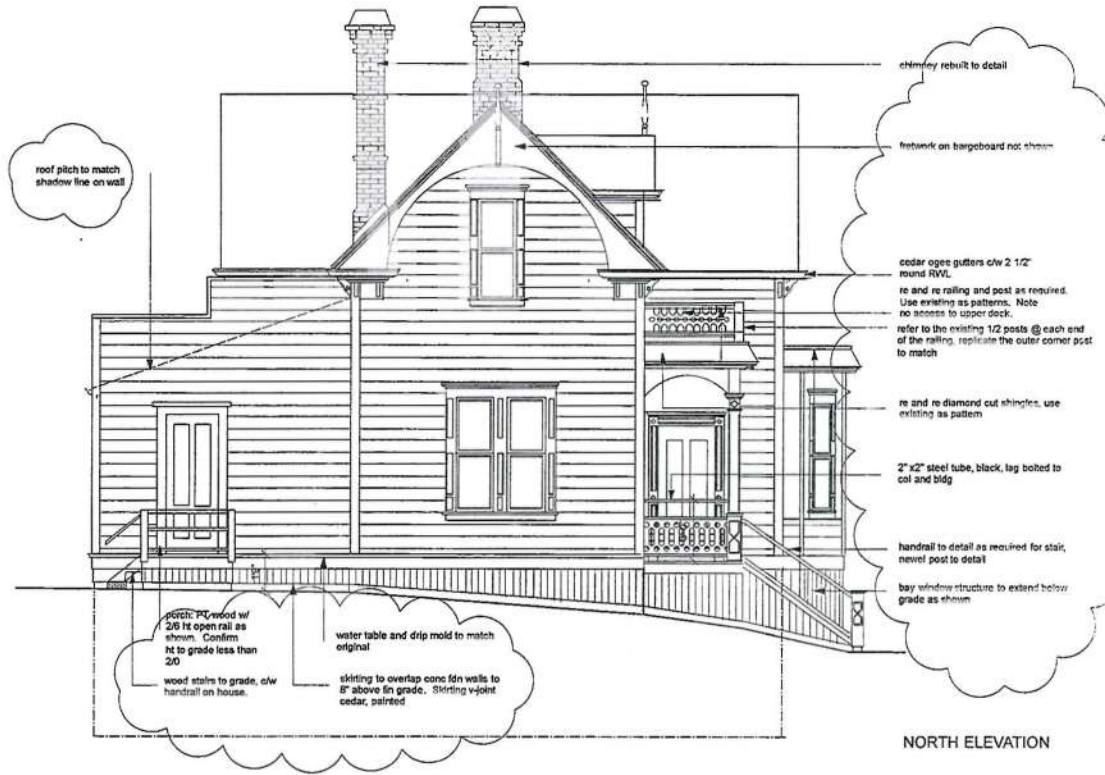 chimney rebuilt to detail
fretwork on bargeboard not shown
roof pitch to match
shadow line on wall
cedar ogee gutters c/w 2 1/2"
round RWL
re and re railing and post as required.
Use existing as patterns. Note
no access to upper deck.
refer to the existing 1/2 posts @ each end
of the railing, replicate the outer corner post
to match
re and re diamond cut shingles, use
existing as pattern
2" x2" steel tube, black, lag bolted to
col and bldg
handrail to detail as required for stair,
newel post to detail
bay window structure to extend below
grade as shown
porch: PT wood w/
2/6 ht open rail as
shown. Confirm
ht to grade less than
2/0
wood stairs to grade, c/w
handrail on house.
water table and drip mold to match
original
skirting to overlap conc fdn walls to
8" above fin grade. Skirting v-joint
cedar, painted
NORTH ELEVATION